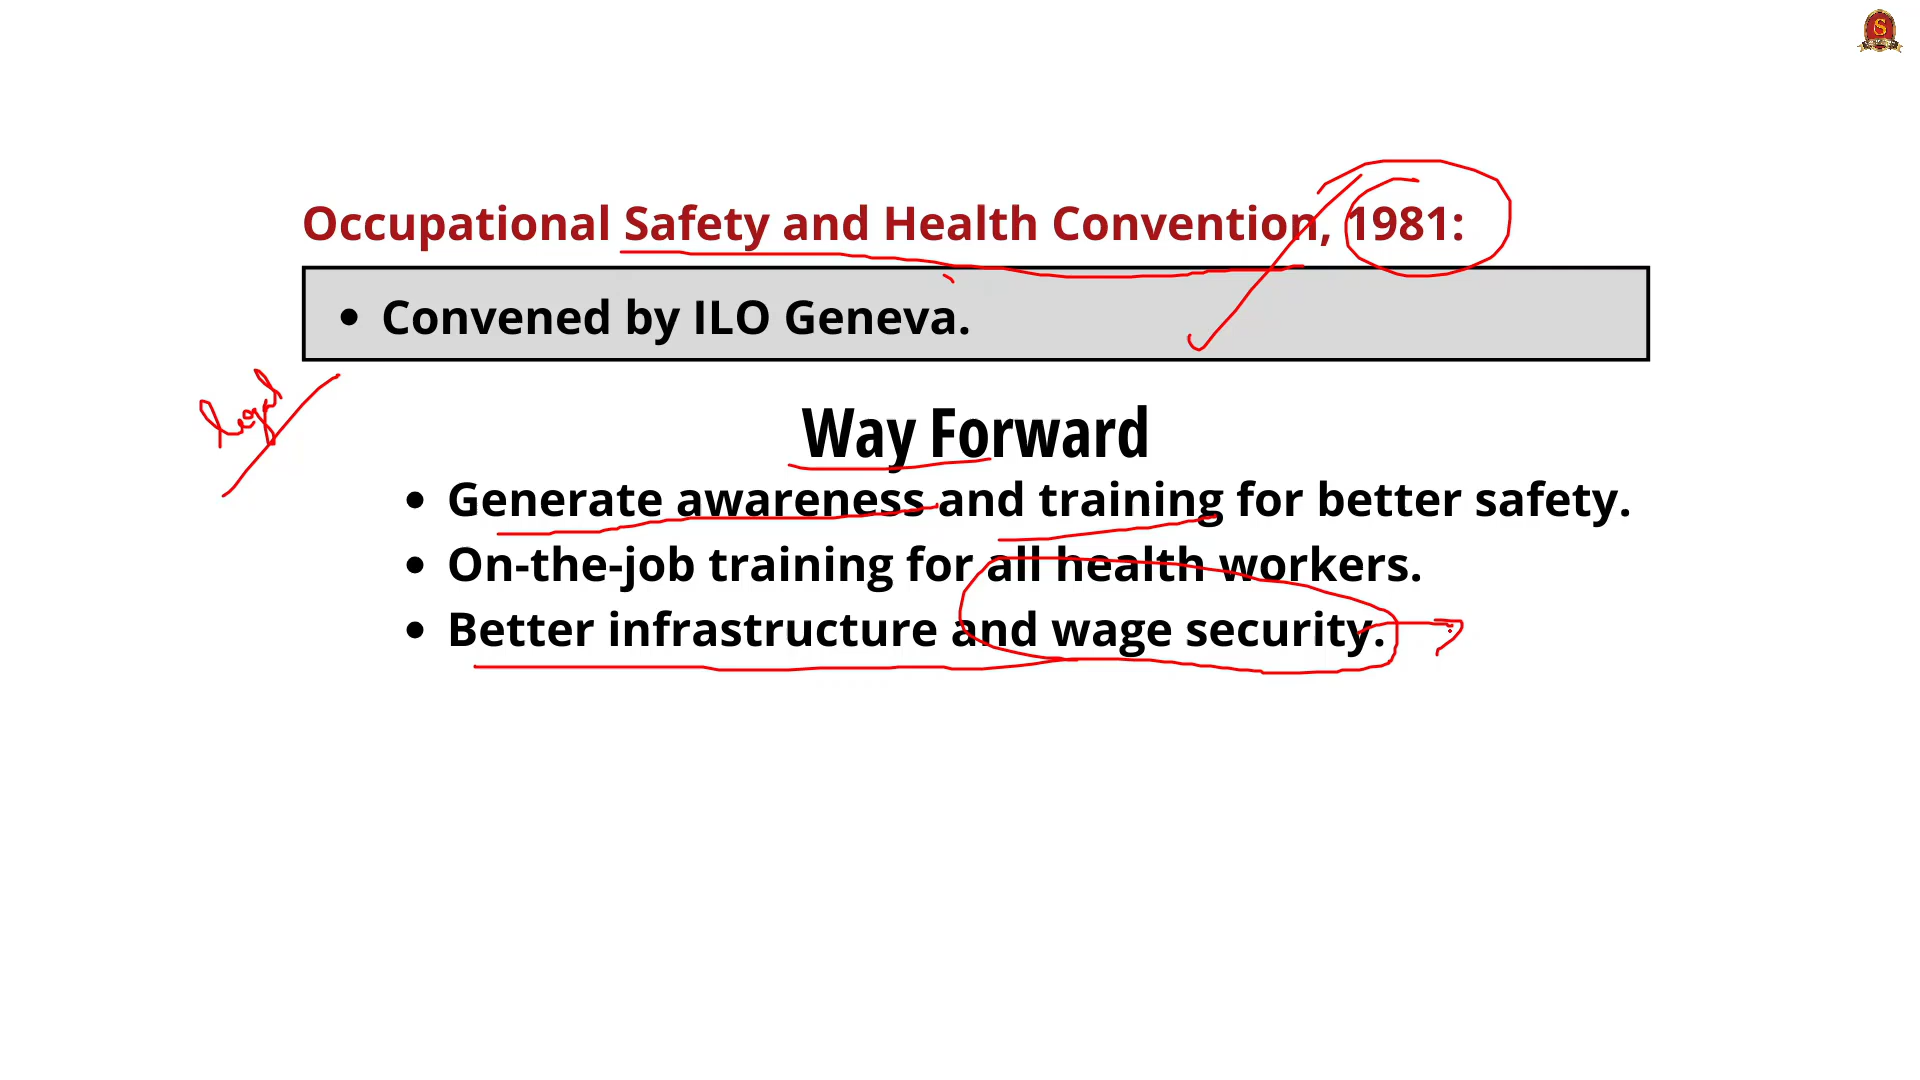 Occupational Safety and Health Convention, 1981:
• Convened by ILO Geneva.
legal
Way Forward
• Generate awareness and training for better safety.
• On-the-job training for all health workers.
• Better infrastructure and wage security.
S